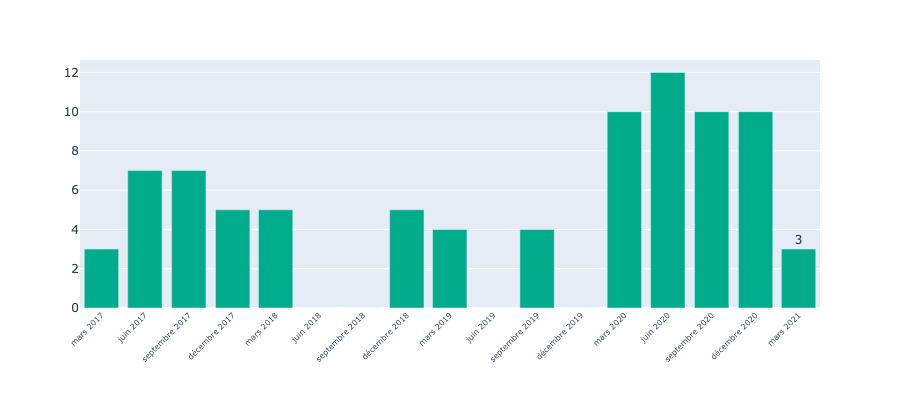 12
10
8
6
4
2
0
3
mars 2017
juin 2017
septembre 2017
décembre 2017
mars 2018
juin 2018
septembre 2018
décembre 2018
mars 2019
juin 2019
septembre 2019
décembre 2019
mars 2020
juin 2020
septembre 2020
décembre 2020
mars 2021